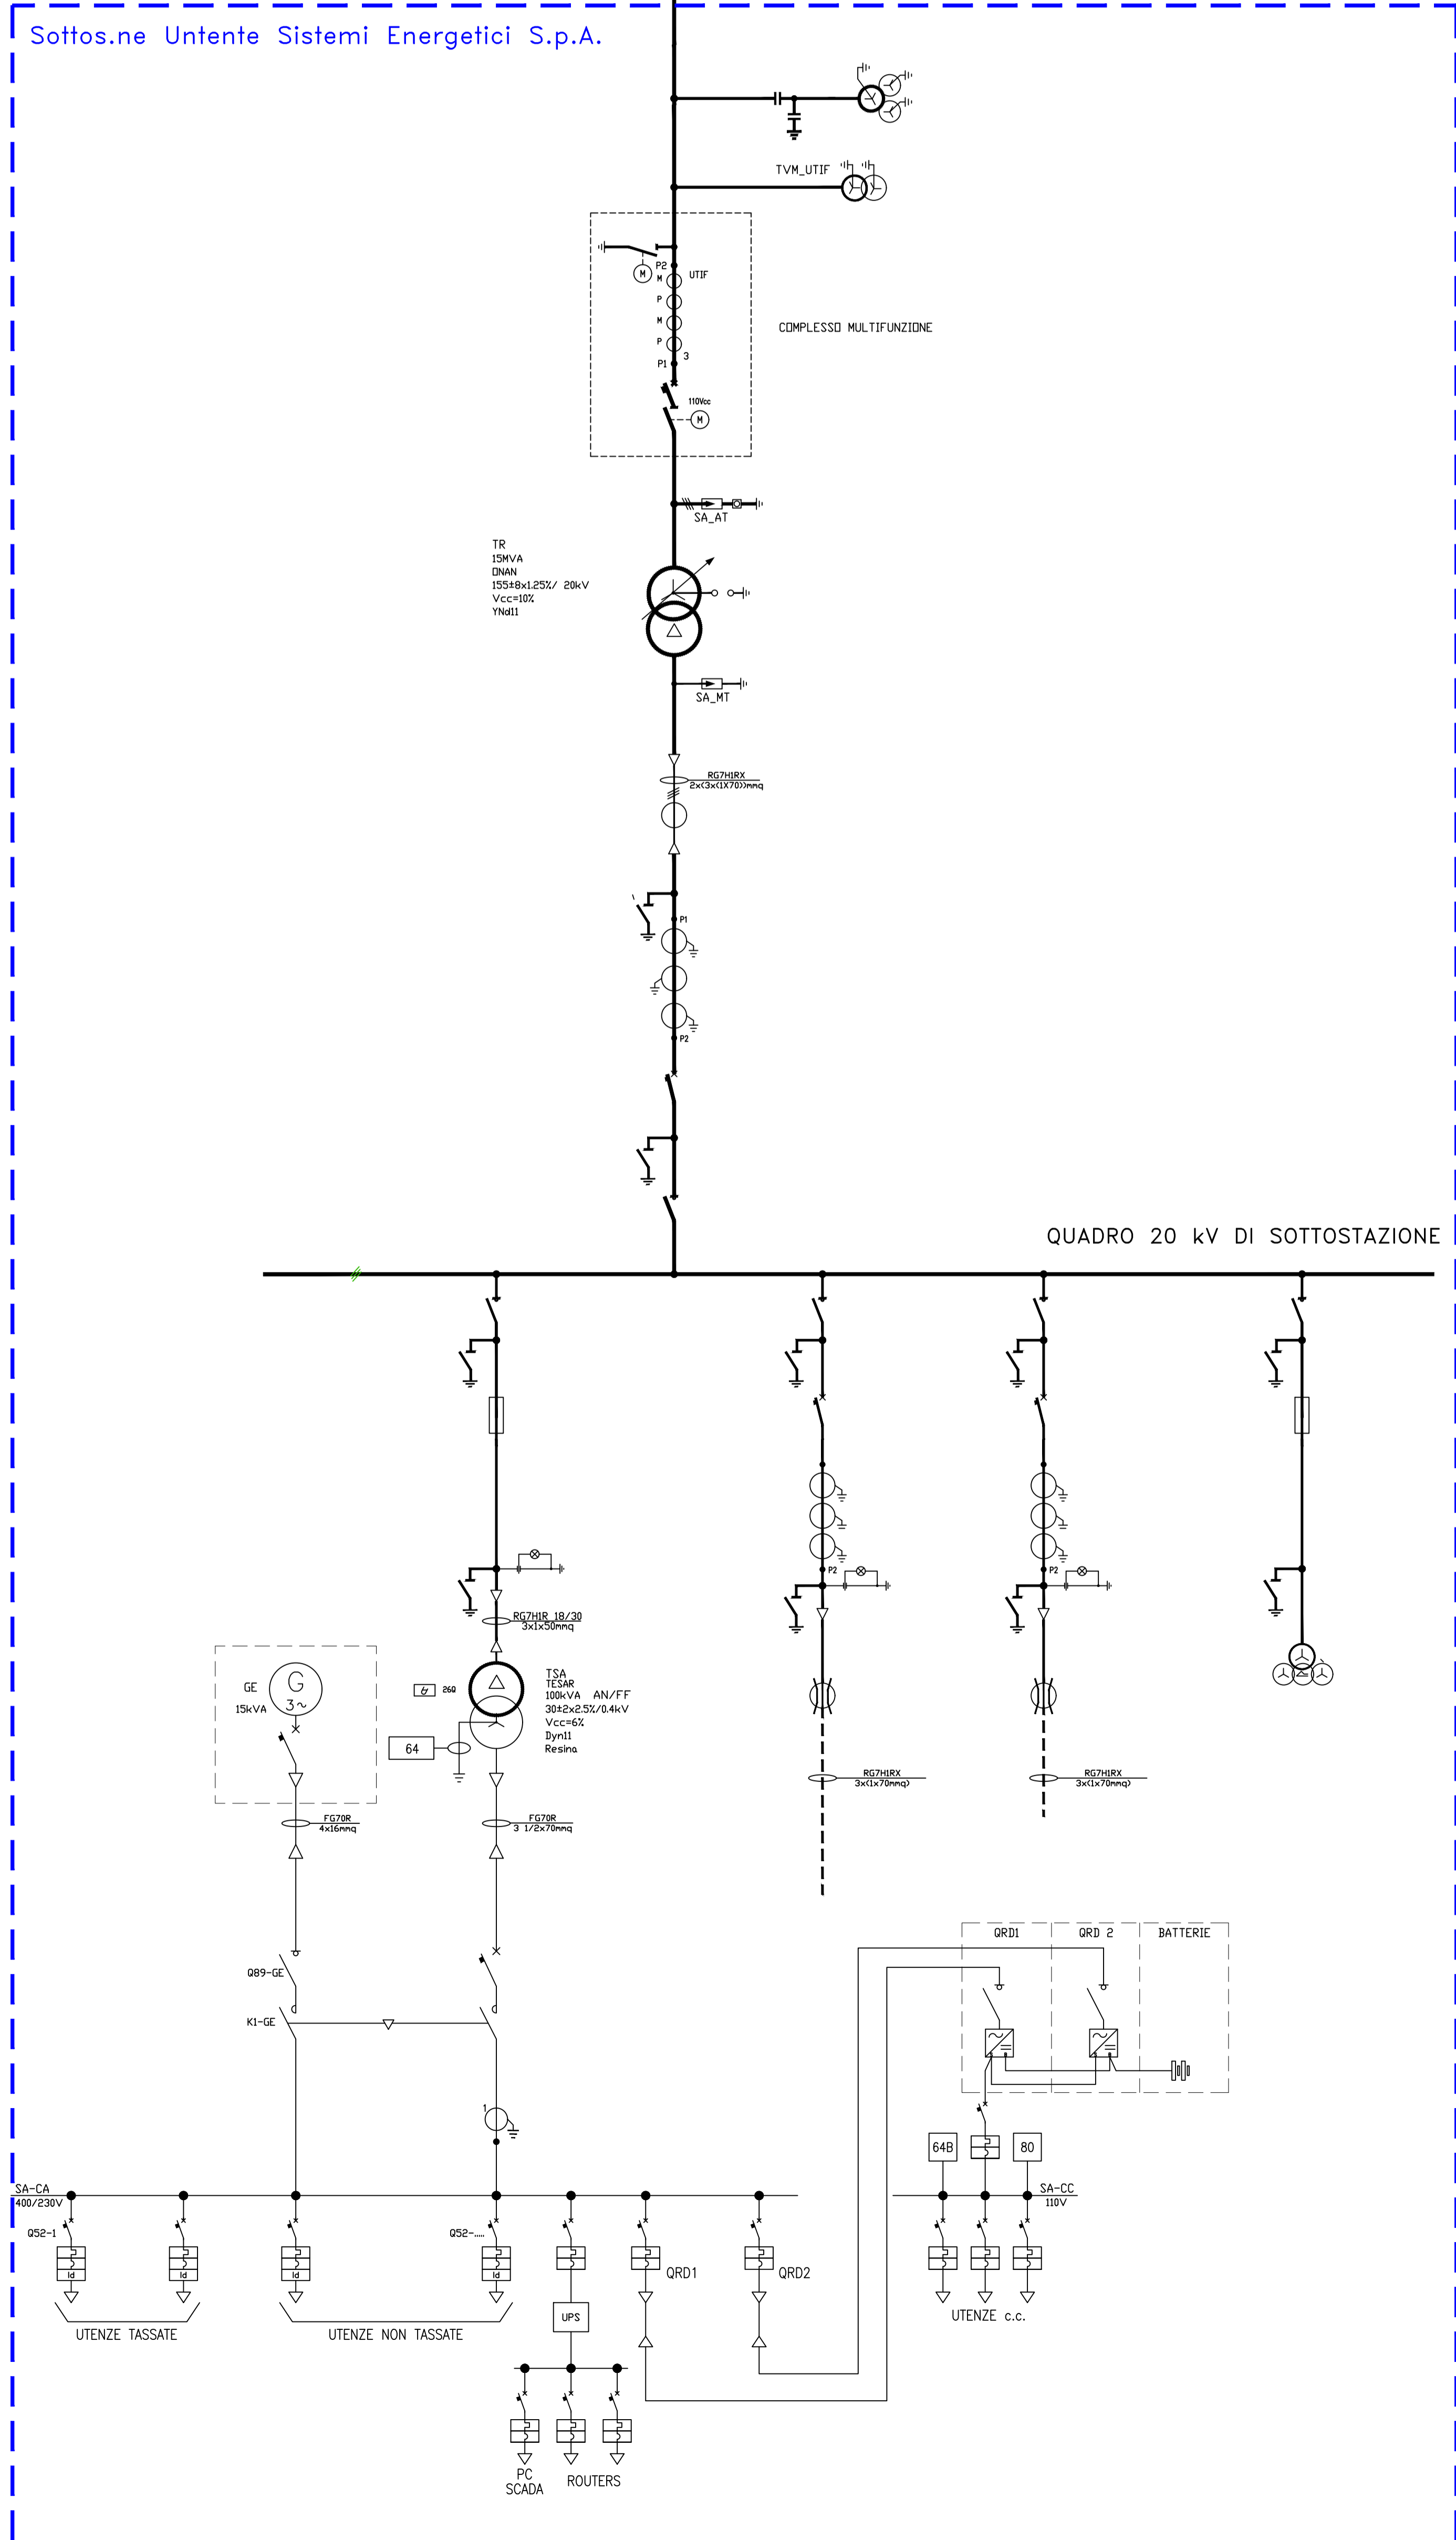 Sottos.ne Untente Sistemi Energetici S.p.A.
TVM_UTIF
P2
UTIF
M
M
P
M
P
3
P1
COMPLESSO MULTIFUNZIONE
110Vcc
M
SA_AT
TR
15MVA
ONAN
155±8x1.25%/ 20kV
Vcc=10%
YNd11
SA_MT
RG7H1RX
2x(3x(1X70))mmq
P1
P2
QUADRO 20 kV DI SOTTOSTAZIONE
P2
P2
RG7H1R 18/30
3x1x50mmq
GE
15kVA
G
3~
26Q
64
TSA
TESAR
100kVA AN/FF
30±2x2.5%/0.4kV
Vcc=6%
Dyn11
Resina
RG7H1RX
3x(1x70mmq)
RG7H1RX
3x(1x70mmq)
FG7OR
4x16mmq
FG7OR
3 1/2x70mmq
QRD1
QRD 2
BATTERIE
Q89-GE
K1-GE
1
64B
80
SA-CA
400/230V
SA-CC
110V
Q52-1
Q52-.....
Id
Id
Id
Id
QRD1
QRD2
UTENZE TASSATE
UTENZE NON TASSATE
UPS
UTENZE c.c.
PC
SCADA
ROUTERS